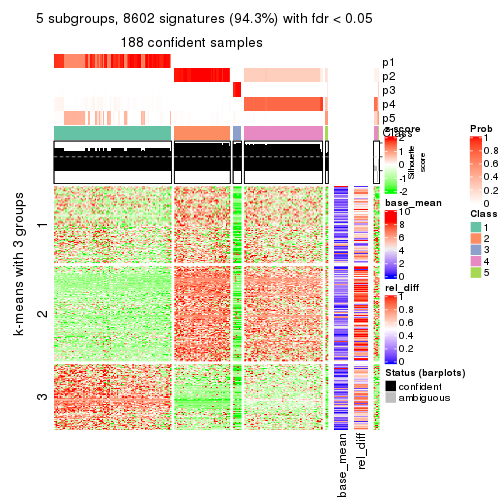 5 subgroups, 8602 signatures (94.3%) with fdr < 0.05
188 confident samples
p1
p2
p3
p4
p5
Class
Silhouette
score
k-means with 3 groups
1
2
3
base_mean
rel_diff
z-score
2
1
0
-1
-2
base_mean
10
8
6
4
2
0
rel_diff
1
0.8
0.6
0.4
0.2
0
Status (barplots)
confident
ambiguous
Prob
1
0.8
0.6
0.4
0.2
0
Class
1
2
3
4
5